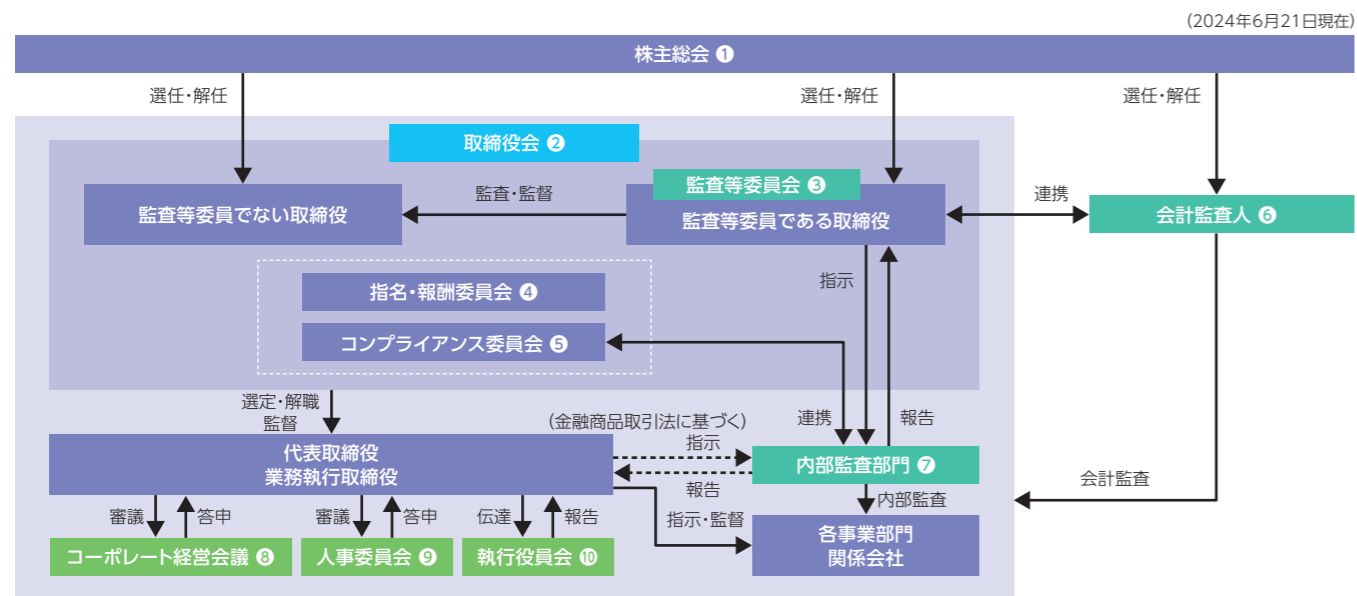 (2024年6月21日現在)
株主総会 ❶
選任・解任
選任・解任
選任・解任
取締役会 ❷
監査等委員会 ❸
監査等委員でない取締役
監査・監督
監査等委員である取締役
連携
会計監査人 ❻
指示
指名・報酬委員会 ❹
コンプライアンス委員会 ❺
選定・解職
監督
(金融商品取引法に基づく)
指示
連携
報告
代表取締役
業務執行取締役
内部監査部門 ❼
報告
会計監査
内部監査
審議
答申
審議
答申
伝達
報告
指示・監督
各事業部門
関係会社
コーポレート経営会議 ❽
人事委員会 ❾
執行役員会 ❿